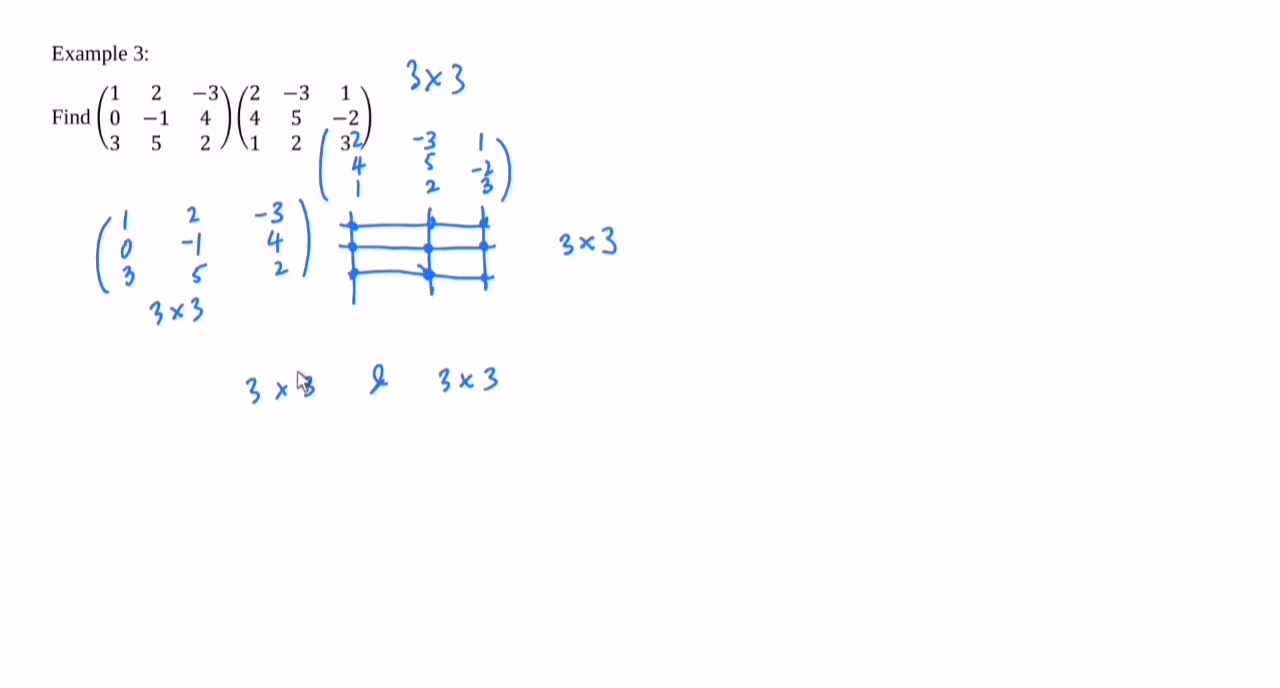 Example 3:
3 x 3
Find (1 2 −3) (2 −3 1)
(0 −1 4) (4 5 −2)
(3 5 2) (1 2 3)
(2 -3 1)
(4 5 -2)
(1 2 3)
(1 2 -3)
(0 -1 4)
(3 5 2)
3 x 3
3 x 3
3 x 3 & 3 x 3